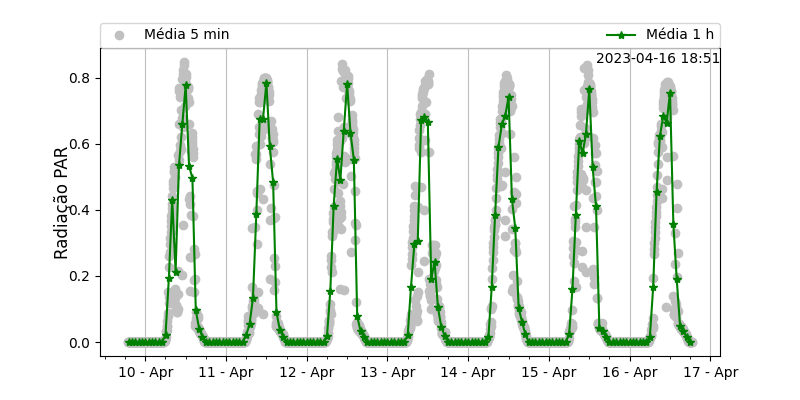 Média 5 min
Média 1 h
2023-04-16 18:51
Radiação PAR
0.8
0.6
0.4
0.2
0.0
10 - Apr
11 - Apr
12 - Apr
13 - Apr
14 - Apr
15 - Apr
16 - Apr
17 - Apr